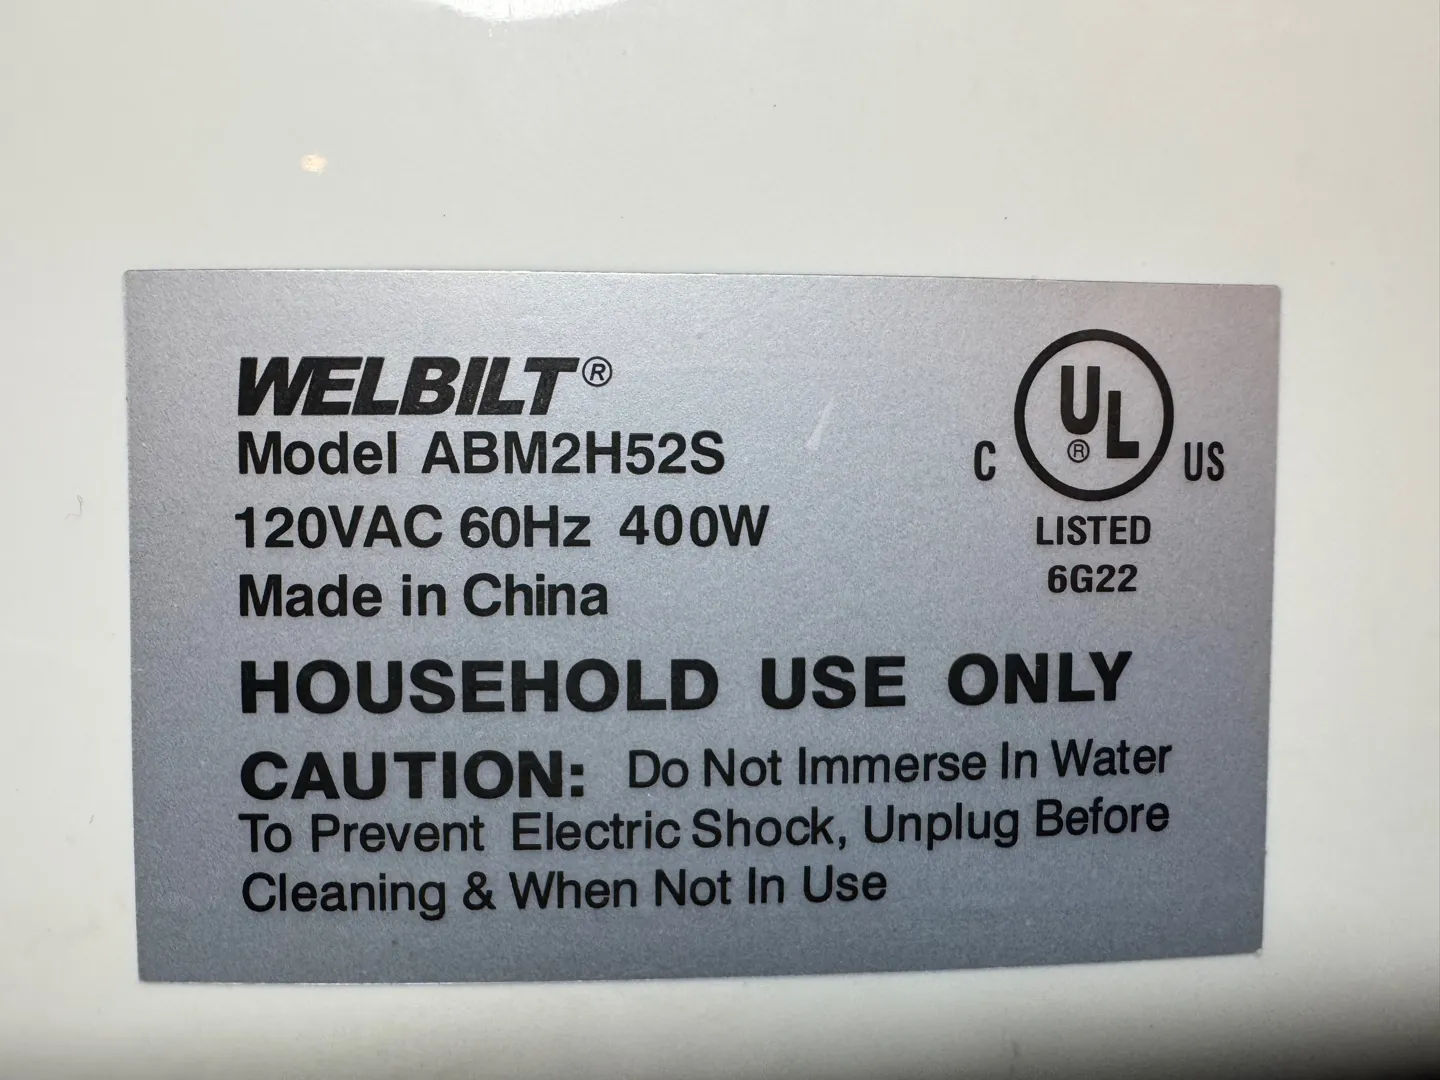 WELBILT®
Model ABM2H52S
120VAC 60Hz 400W
Made in China
C UL® US
LISTED
6G22
HOUSEHOLD USE ONLY
CAUTION: Do Not Immerse In Water
To Prevent Electric Shock, Unplug Before
Cleaning & When Not In Use